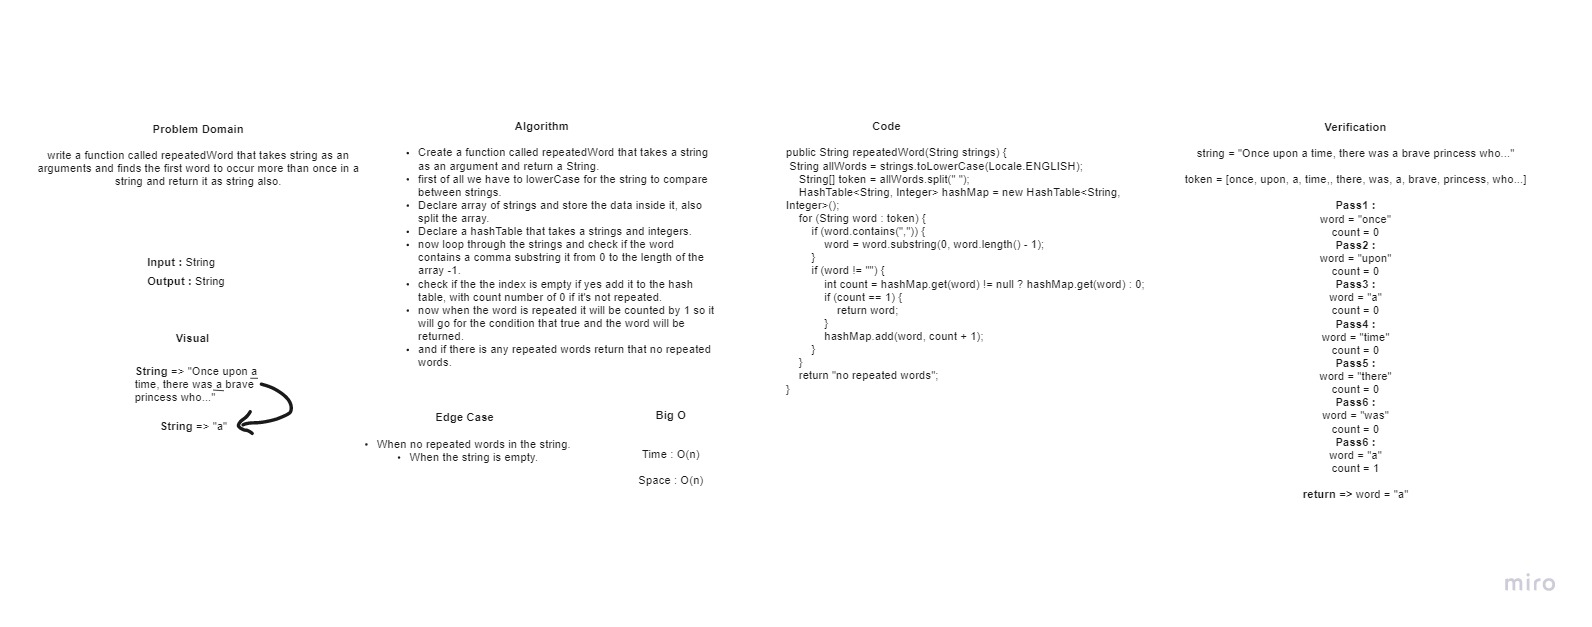 Problem Domain
write a function called repeatedWord that takes string as an
arguments and finds the first word to occur more than once in a
string and return it as string also.
Input : String
Output : String
Visual
String => "Once upon a
time, there was a brave
princess who..."
String => "a"
Algorithm
• Create a function called repeatedWord that takes a string
as an argument and return a String.
• first of all we have to lowerCase for the string to compare
between strings.
• Declare array of strings and store the data inside it, also
split the array.
• Declare a hashTable that takes a strings and integers.
• now loop through the strings and check if the word
contains a comma substring it from 0 to the length of the
array -1.
• check if the the index is empty if yes add it to the hash
table, with count number of 0 if it's not repeated.
• now when the word is repeated it will be counted by 1 so it
will go for the condition that true and the word will be
returned.
• and if there is any repeated words return that no repeated
words.
Edge Case
• When no repeated words in the string.
• When the string is empty.
Big O
Time : O(n)
Space : O(n)
Code
public String repeatedWord(String strings) {
String allWords = strings.toLowerCase(Locale.ENGLISH);
String[] token = allWords.split(" ");
HashTable<String, Integer> hashMap = new HashTable<String,
Integer>();
for (String word : token) {
if (word.contains(",")) {
word = word.substring(0, word.length() - 1);
}
if (word != "") {
int count = hashMap.get(word) != null ? hashMap.get(word) : 0;
if (count == 1) {
return word;
}
hashMap.add(word, count + 1);
}
}
return "no repeated words";
}
Verification
string = "Once upon a time, there was a brave princess who..."
token = [once, upon, a, time,, there, was, a, brave, princess, who...]
Pass1 :
word = "once"
count = 0
Pass2 :
word = "upon"
count = 0
Pass3 :
word = "a"
count = 0
Pass4 :
word = "time"
count = 0
Pass5 :
word = "there"
count = 0
Pass6 :
word = "was"
count = 0
Pass6 :
word = "a"
count = 1
return => word = "a"
miro